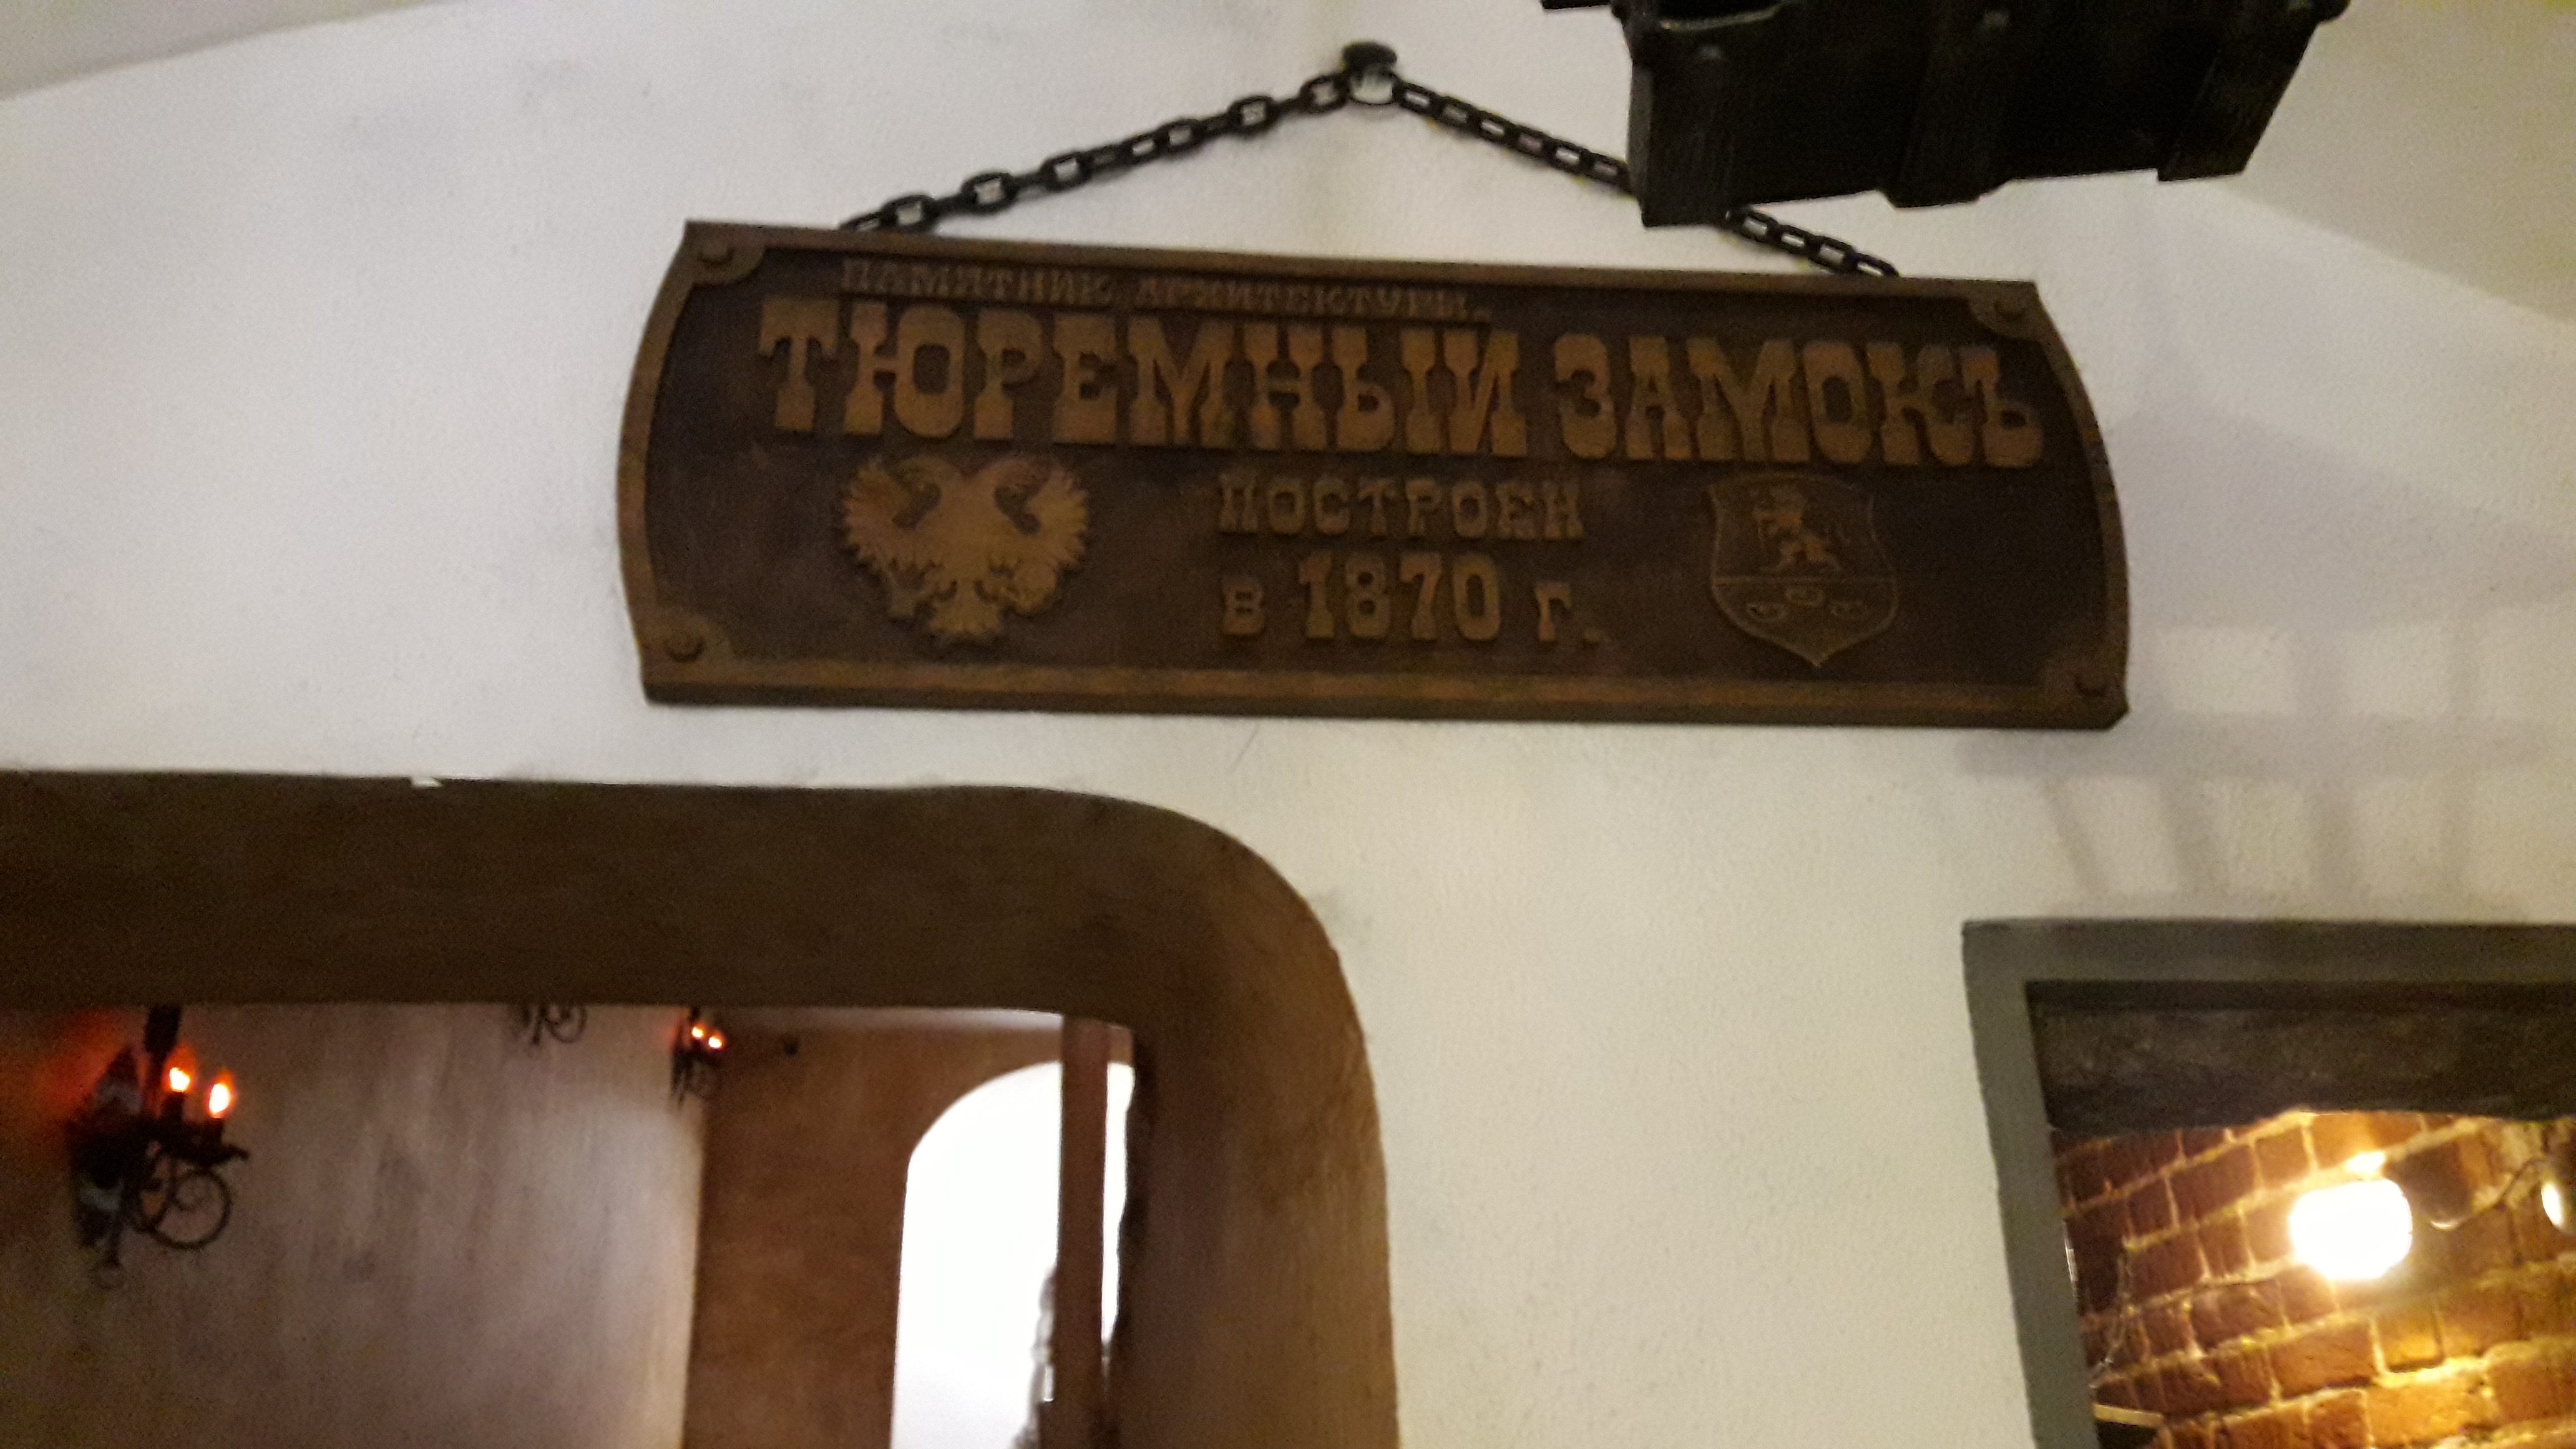 ПАМЯТНИК АРХИТЕКТУРЫ
ТЮРЕМНЫЙ ЗАМОКЪ
ПОСТРОЕН
в 1870 г.